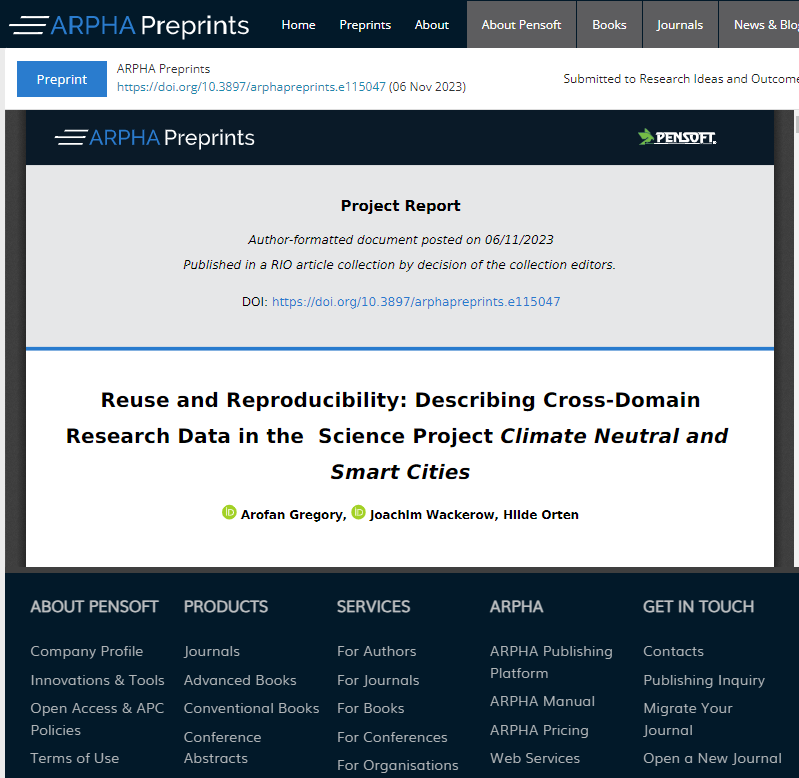 ARPHA Preprints Home Preprints About About Pensoft Books Journals News & Blo
Preprint
ARPHA Preprints
https://doi.org/10.3897/arphapreprints.e115047 (06 Nov 2023)
Submitted to Research Ideas and Outcome
ARPHA Preprints PENSOFT.
Project Report
Author-formatted document posted on 06/11/2023
Published in a RIO article collection by decision of the collection editors.
DOI: https://doi.org/10.3897/arphapreprints.e115047
Reuse and Reproducibility: Describing Cross-Domain
Research Data in the Science Project Climate Neutral and
Smart Cities
iD Arofan Gregory, iD Joachim Wackerow, Hilde Orten
ABOUT PENSOFT
Company Profile
Innovations & Tools
Open Access & APC
Policies
Terms of Use
PRODUCTS
Journals
Advanced Books
Conventional Books
Conference
Abstracts
SERVICES
For Authors
For Journals
For Books
For Conferences
For Organisations
ARPHA
ARPHA Publishing
Platform
ARPHA Manual
ARPHA Pricing
Web Services
GET IN TOUCH
Contacts
Publishing Inquiry
Migrate Your
Journal
Open a New Journal